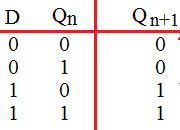 D Qn Qn+1
0 0 0
0 1 0
1 0 1
1 1 1